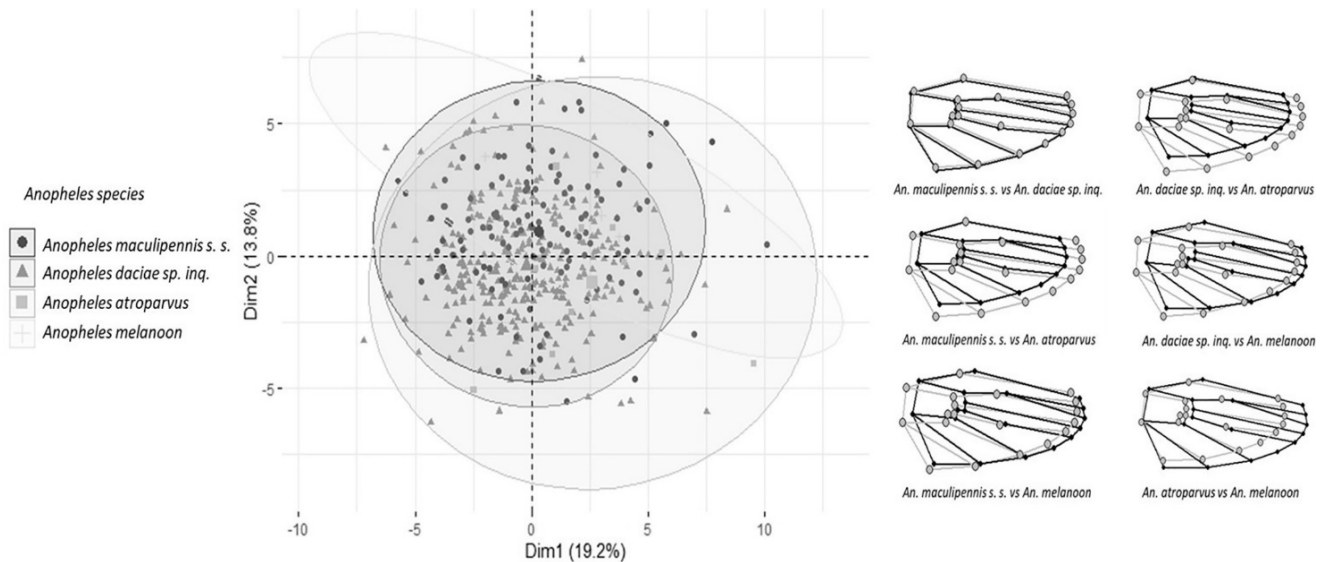 Anopheles species
Anopheles maculipennis s. s.
Anopheles daciae sp. inq.
Anopheles atroparvus
Anopheles melanoon
Dim2 (13.8%)
5
0
-5
-10
-5
0
5
10
Dim1 (19.2%)
An. maculipennis s. s. vs An. daciae sp. inq.
An. daciae sp. inq. vs An. atroparvus
An. maculipennis s. s. vs An. atroparvus
An. daciae sp. inq. vs An. melanoon
An. maculipennis s. s. vs An. melanoon
An. atroparvus vs An. melanoon